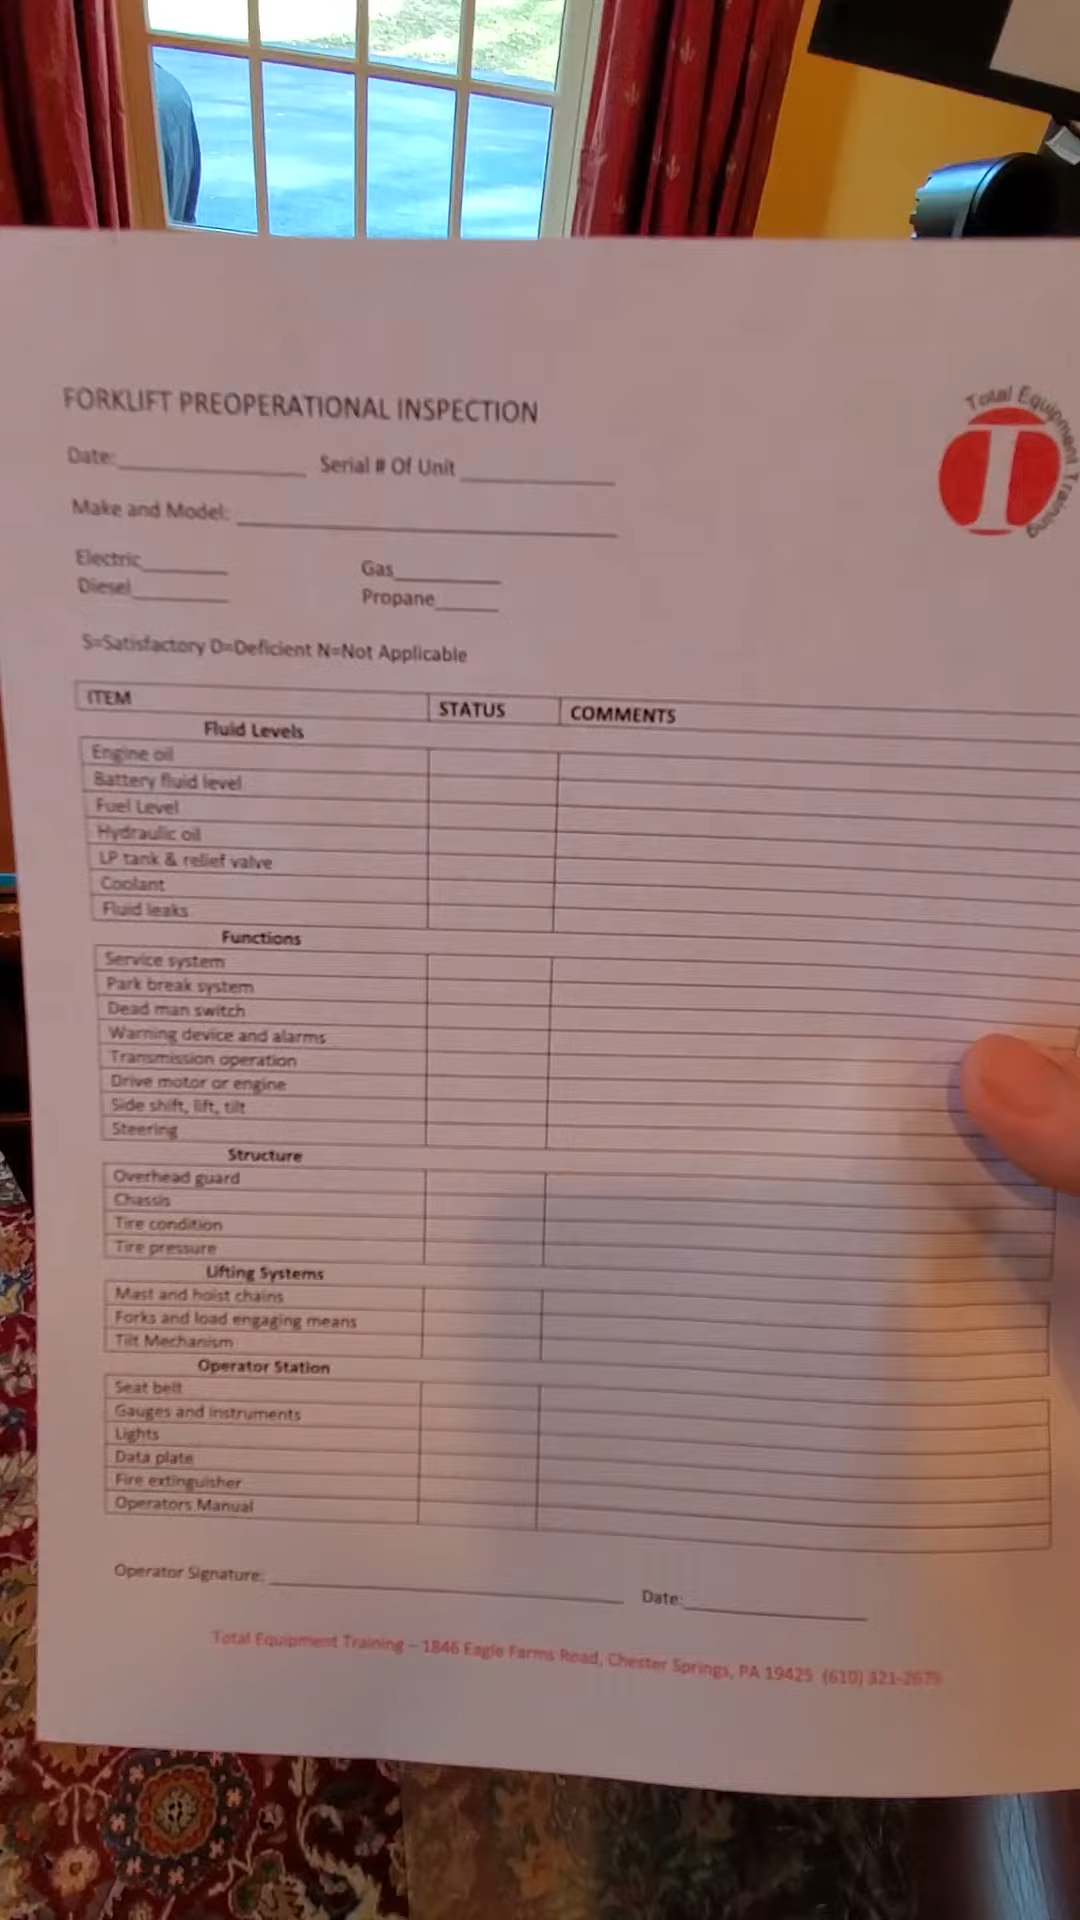 FORKLIFT PREOPERATIONAL INSPECTION
Total Equipment Training
Date: Serial # Of Unit
Make and Model:
Electric Gas
Diesel Propane
S=Satisfactory D=Deficient N=Not Applicable
ITEM STATUS COMMENTS
Fluid Levels
Engine oil
Battery fluid level
Fuel Level
Hydraulic oil
LP tank & relief valve
Coolant
Fluid leaks
Functions
Service system
Park break system
Dead man switch
Warning device and alarms
Transmission operation
Drive motor or engine
Side shift, lift, tilt
Steering
Structure
Overhead guard
Chassis
Tire condition
Tire pressure
Lifting Systems
Mast and hoist chains
Forks and load engaging means
Tilt Mechanism
Operator Station
Seat belt
Gauges and instruments
Lights
Data plate
Fire extinguisher
Operators Manual
Operator Signature: Date:
Total Equipment Training – 1846 Eagle Farms Road, Chester Springs, PA 19425 (610)